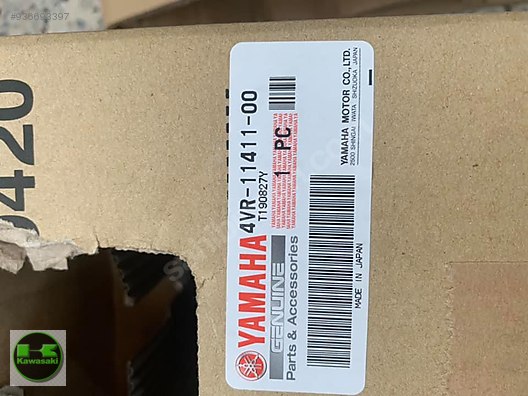 #936693397
0420
YAMAHA
GENUINE
Parts & Accessories
4VR-11411-00
T190827Y
1 PC
MADE IN JAPAN
YAMAHA MOTOR CO.,LTD.
2500 SHINGAI IWATA SHIZUOKA JAPAN
Kawasaki